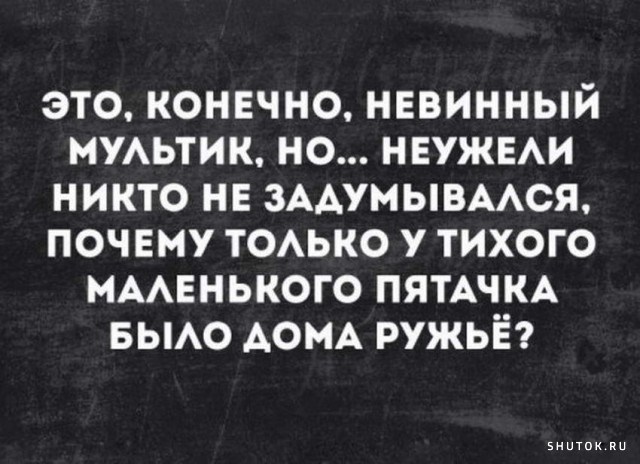 ЭТО, КОНЕЧНО, НЕВИННЫЙ
МУЛЬТИК, НО... НЕУЖЕЛИ
НИКТО НЕ ЗАДУМЫВАЛСЯ,
ПОЧЕМУ ТОЛЬКО У ТИХОГО
МАЛЕНЬКОГО ПЯТАЧКА
БЫЛО ДОМА РУЖЬЁ?
SHUTOK.RU